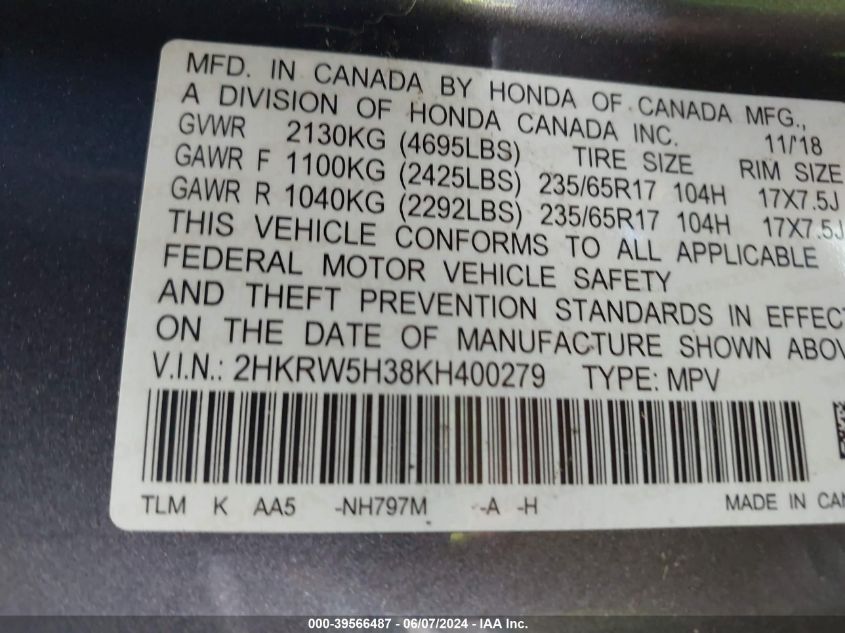 MFD. IN CANADA BY HONDA OF CANADA MFG.,
A DIVISION OF HONDA CANADA INC. 11/'18
GVWR 2130KG (4695LBS) TIRE SIZE RIM SIZE
GAWR F 1100KG (2425LBS) 235/65R17 104H 17X7.5J
GAWR R 1040KG (2292LBS) 235/65R17 104H 17X7.5J
THIS VEHICLE CONFORMS TO ALL APPLICABLE
FEDERAL MOTOR VEHICLE SAFETY
AND THEFT PREVENTION STANDARDS IN EFFEC
ON THE DATE OF MANUFACTURE SHOWN ABOV
V.I.N.: 2HKRW5H38KH400279 TYPE: MPV
TLM K AA5 -NH797M -A -H MADE IN CAN
000-39566487 - 06/07/2024 - IAA Inc.